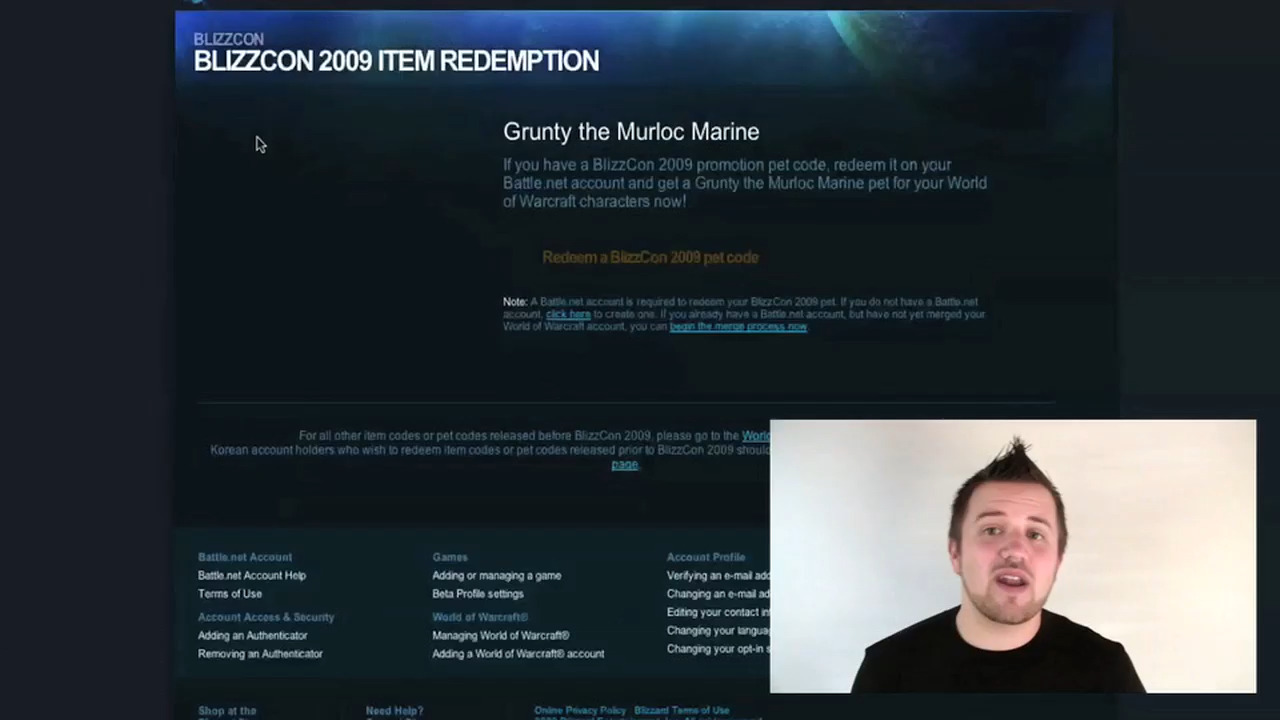 BLIZZCON
BLIZZCON 2009 ITEM REDEMPTION
Grunty the Murloc Marine
If you have a BlizzCon 2009 promotion pet code, redeem it on your
Battle.net account and get a Grunty the Murloc Marine pet for your World
of Warcraft characters now!
Redeem a BlizzCon 2009 pet code
Note: A Battle.net account is required to redeem your BlizzCon 2009 pet. If you do not have a Battle.net
account, click here to create one. If you already have a Battle.net account, but have not yet merged your
World of Warcraft account, you can begin the merge process now.
For all other item codes or pet codes released before BlizzCon 2009, please go to the World
Korean account holders who wish to redeem item codes or pet codes released prior to BlizzCon 2009 should
page.
Battle.net Account
Battle.net Account Help
Terms of Use
Account Access & Security
Adding an Authenticator
Removing an Authenticator
Games
Adding or managing a game
Beta Profile settings
World of Warcraft®
Managing World of Warcraft®
Adding a World of Warcraft® account
Account Profile
Verifying an e-mail add
Changing an e-mail ad
Editing your contact in
Changing your langua
Changing your opt-in s
Shop at the
Need Help?
Online Privacy Policy Blizzard Terms of Use